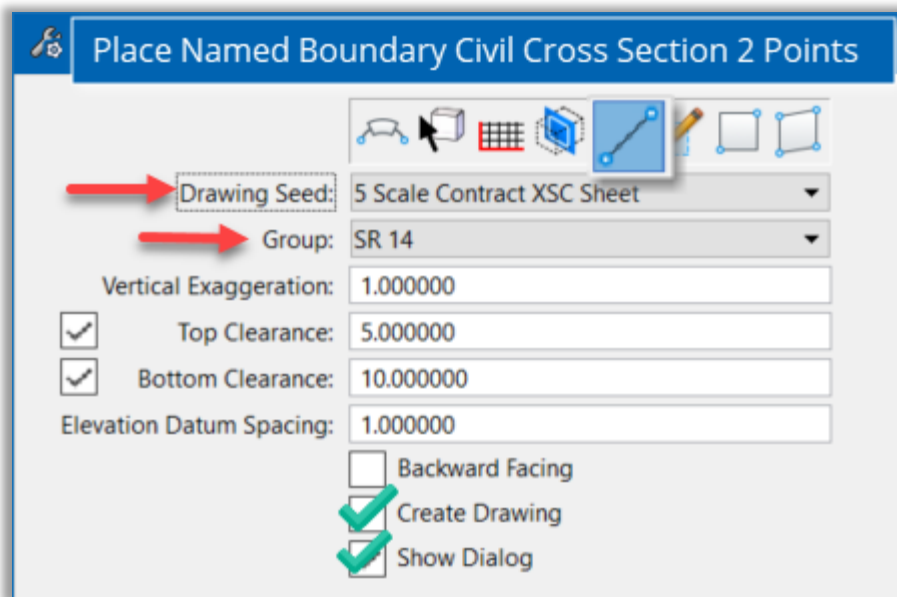 Place Named Boundary Civil Cross Section 2 Points
Drawing Seed: 5 Scale Contract XSC Sheet
Group: SR 14
Vertical Exaggeration: 1.000000
Top Clearance: 5.000000
Bottom Clearance: 10.000000
Elevation Datum Spacing: 1.000000
Backward Facing
Create Drawing
Show Dialog